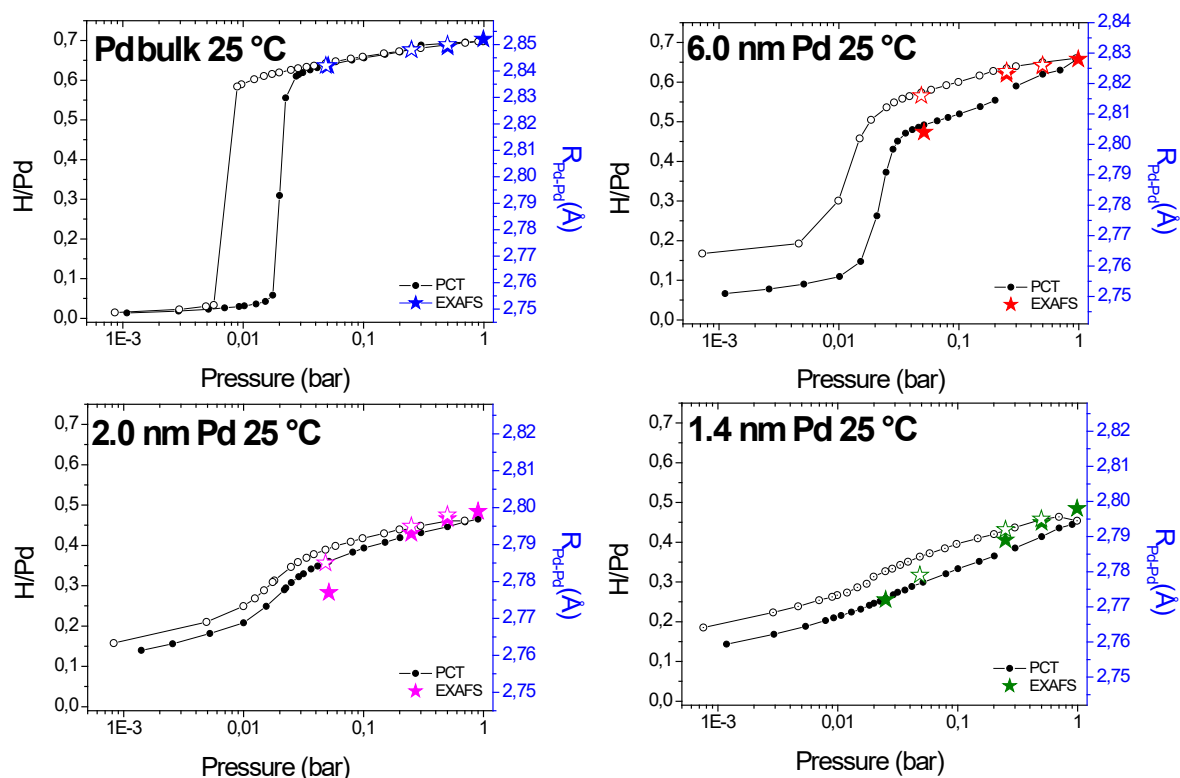 Pd bulk 25 °C
0,7
0,6
0,5
0,4
0,3
0,2
0,1
0,0
H/Pd
2,85
2,84
2,83
2,82
2,81
2,80
2,79
2,78
2,77
2,76
2,75
R Pd-Pd (Å)
PCT
EXAFS
1E-3
0,01
0,1
1
Pressure (bar)
6.0 nm Pd 25 °C
0,7
0,6
0,5
0,4
0,3
0,2
0,1
0,0
H/Pd
2,84
2,83
2,82
2,81
2,80
2,79
2,78
2,77
2,76
2,75
R Pd-Pd (Å)
PCT
EXAFS
1E-3
0,01
0,1
1
Pressure (bar)
2.0 nm Pd 25 °C
0,7
0,6
0,5
0,4
0,3
0,2
0,1
0,0
H/Pd
2,82
2,81
2,80
2,79
2,78
2,77
2,76
2,75
R Pd-Pd (Å)
PCT
EXAFS
1E-3
0,01
0,1
1
Pressure (bar)
1.4 nm Pd 25 °C
0,7
0,6
0,5
0,4
0,3
0,2
0,1
0,0
H/Pd
2,82
2,81
2,80
2,79
2,78
2,77
2,76
2,75
R Pd-Pd (Å)
PCT
EXAFS
1E-3
0,01
0,1
1
Pressure (bar)